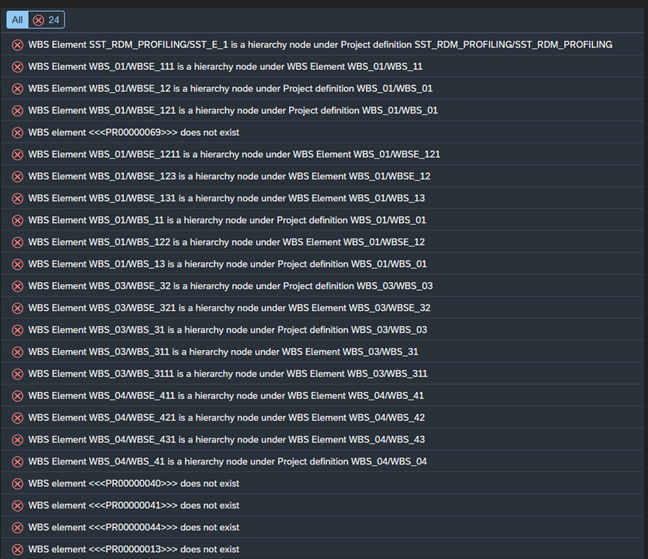 All 24
WBS Element SST_RDM_PROFILING/SST_E_1 is a hierarchy node under Project definition SST_RDM_PROFILING/SST_RDM_PROFILING
WBS Element WBS_01/WBSE_111 is a hierarchy node under WBS Element WBS_01/WBS_11
WBS Element WBS_01/WBSE_12 is a hierarchy node under Project definition WBS_01/WBS_01
WBS Element WBS_01/WBSE_121 is a hierarchy node under Project definition WBS_01/WBS_01
WBS element <<<PR00000069>>> does not exist
WBS Element WBS_01/WBSE_1211 is a hierarchy node under WBS Element WBS_01/WBSE_121
WBS Element WBS_01/WBSE_123 is a hierarchy node under WBS Element WBS_01/WBSE_12
WBS Element WBS_01/WBSE_131 is a hierarchy node under WBS Element WBS_01/WBS_13
WBS Element WBS_01/WBS_11 is a hierarchy node under Project definition WBS_01/WBS_01
WBS Element WBS_01/WBS_122 is a hierarchy node under WBS Element WBS_01/WBSE_12
WBS Element WBS_01/WBS_13 is a hierarchy node under Project definition WBS_01/WBS_01
WBS Element WBS_03/WBSE_32 is a hierarchy node under Project definition WBS_03/WBS_03
WBS Element WBS_03/WBSE_321 is a hierarchy node under WBS Element WBS_03/WBSE_32
WBS Element WBS_03/WBS_31 is a hierarchy node under Project definition WBS_03/WBS_03
WBS Element WBS_03/WBS_311 is a hierarchy node under WBS Element WBS_03/WBS_31
WBS Element WBS_03/WBS_3111 is a hierarchy node under WBS Element WBS_03/WBS_311
WBS Element WBS_04/WBSE_411 is a hierarchy node under WBS Element WBS_04/WBS_41
WBS Element WBS_04/WBSE_421 is a hierarchy node under WBS Element WBS_04/WBS_42
WBS Element WBS_04/WBSE_431 is a hierarchy node under WBS Element WBS_04/WBS_43
WBS Element WBS_04/WBS_41 is a hierarchy node under Project definition WBS_04/WBS_04
WBS element <<<PR00000040>>> does not exist
WBS element <<<PR00000041>>> does not exist
WBS element <<<PR00000044>>> does not exist
WBS element <<<PR00000013>>> does not exist